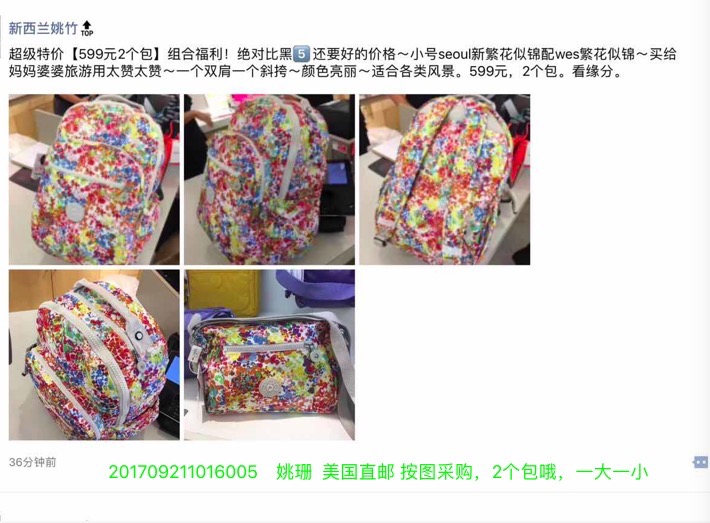 新西兰姚竹🔝
超级特价【599元2个包】组合福利！绝对比黑5️⃣还要好的价格～小号seoul新繁花似锦配wes繁花似锦～买给
妈妈婆婆旅游用太赞太赞～一个双肩一个斜挎～颜色亮丽～适合各类风景。599元，2个包。看缘分。
36分钟前
201709211016005 姚珊 美国直邮 按图采购，2个包哦，一大一小